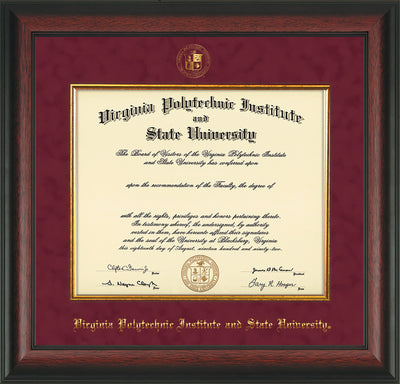 Virginia Polytechnic Institute
and
State University
The Board of Visitors of the Virginia Polytechnic Institute
and State University has conferred upon
upon the recommendation of the Faculty, the degree of
with all the rights, privileges and honors pertaining thereto.
In testimony whereof, the undersigned, by authority
vested in them, have hereunto affixed their signatures
and the seal of the University at Blacksburg, Virginia
this eighteenth day of August, nineteen hundred and ninety-two.
Virginia Polytechnic Institute and State University